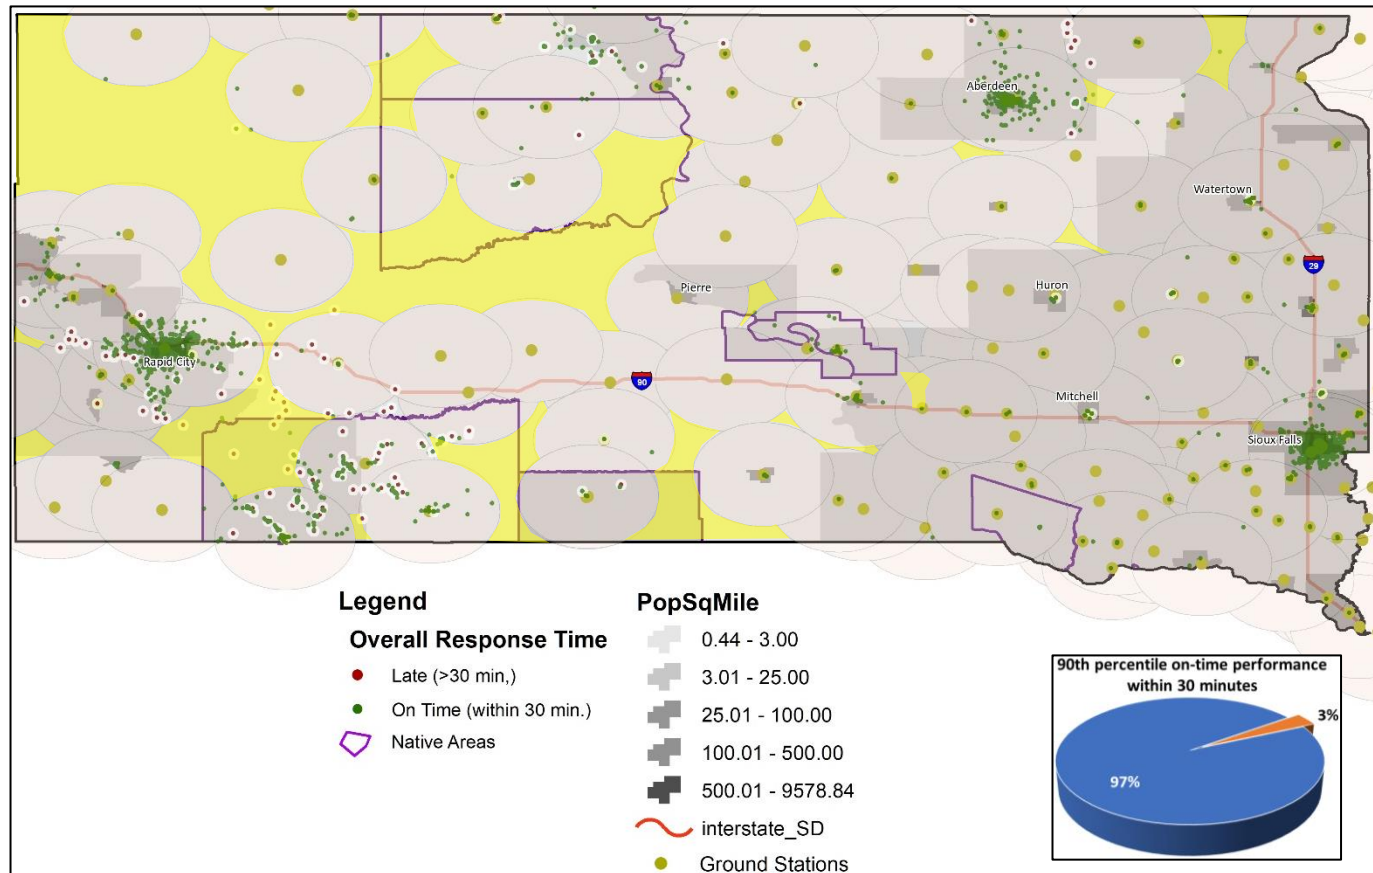 Aberdeen
Watertown
29
Pierre
Huron
Rapid City
90
Mitchell
Sioux Falls
Legend
Overall Response Time
Late (>30 min,)
On Time (within 30 min.)
Native Areas
PopSqMile
0.44 - 3.00
3.01 - 25.00
25.01 - 100.00
100.01 - 500.00
500.01 - 9578.84
interstate_SD
Ground Stations
90th percentile on-time performance
within 30 minutes
3%
97%